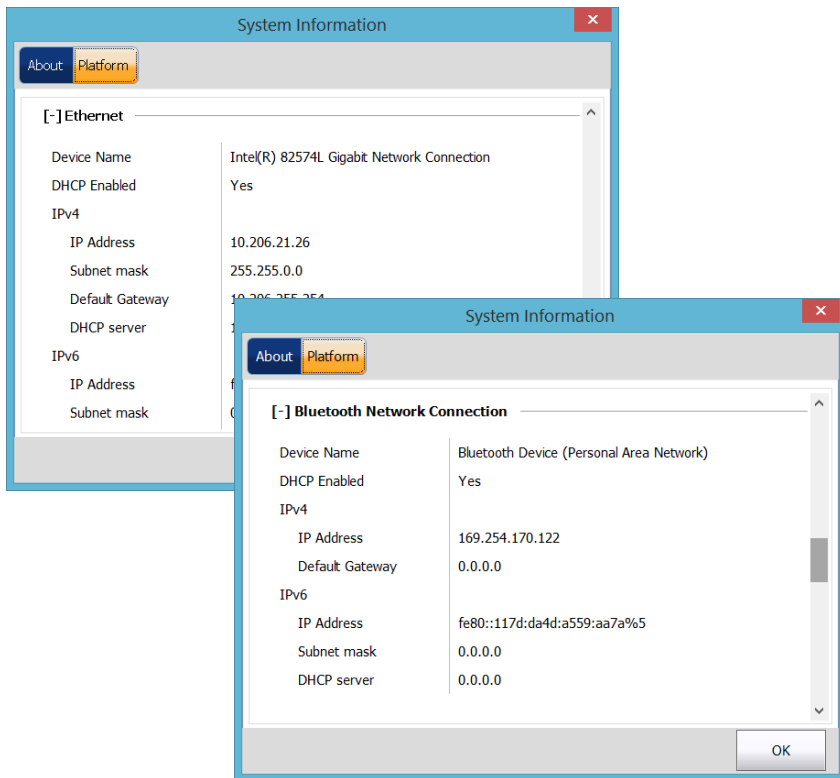 System Information
About Platform
[-] Ethernet
Device Name Intel(R) 82574L Gigabit Network Connection
DHCP Enabled Yes
IPv4
IP Address 10.206.21.26
Subnet mask 255.255.0.0
Default Gateway 10.206.255.254
DHCP server
IPv6
IP Address
Subnet mask
System Information
About Platform
[-] Bluetooth Network Connection
Device Name Bluetooth Device (Personal Area Network)
DHCP Enabled Yes
IPv4
IP Address 169.254.170.122
Default Gateway 0.0.0.0
IPv6
IP Address fe80::117d:da4d:a559:aa7a%5
Subnet mask 0.0.0.0
DHCP server 0.0.0.0
OK